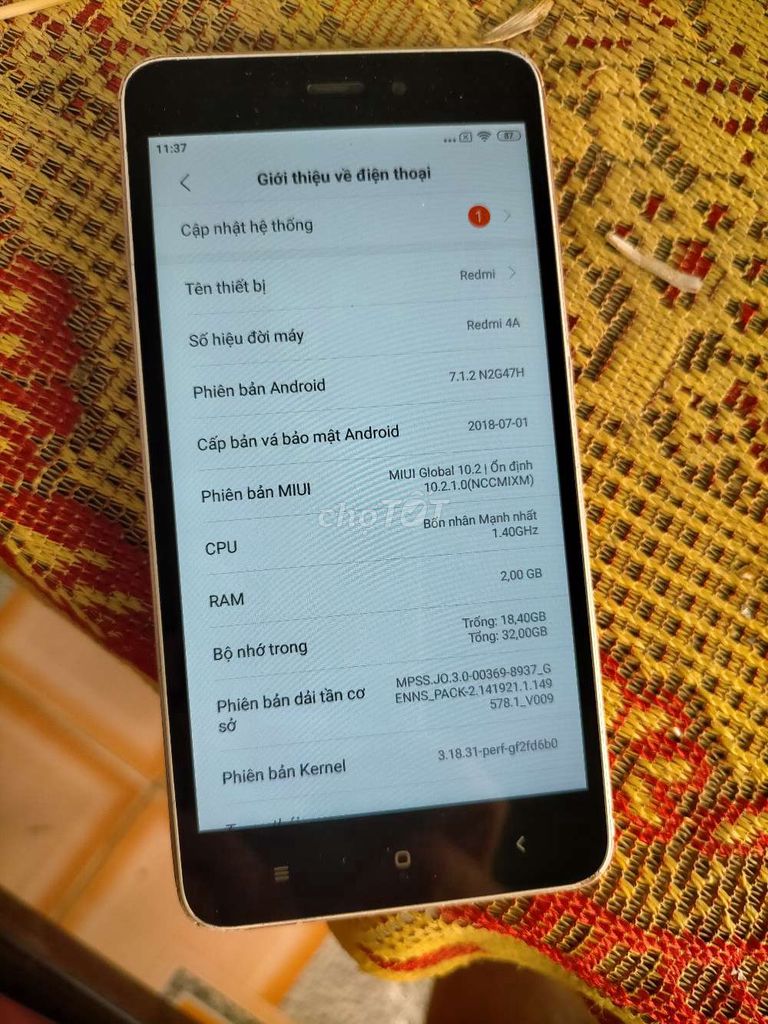 11:37
87
Giới thiệu về điện thoại
Cập nhật hệ thống
1
Tên thiết bị
Redmi
Số hiệu đời máy
Redmi 4A
Phiên bản Android
7.1.2 N2G47H
Cấp bản vá bảo mật Android
2018-07-01
Phiên bản MIUI
MIUI Global 10.2 | Ổn định
10.2.1.0(NCCMIXM)
chợTỐT
CPU
Bốn nhân Mạnh nhất
1.40GHz
RAM
2,00 GB
Bộ nhớ trong
Trống: 18,40GB
Tổng: 32,00GB
Phiên bản dải tần cơ
sở
MPSS.JO.3.0-00369-8937_G
ENNS_PACK-2.141921.1.149
578.1_V009
Phiên bản Kernel
3.18.31-perf-gf2fd6b0